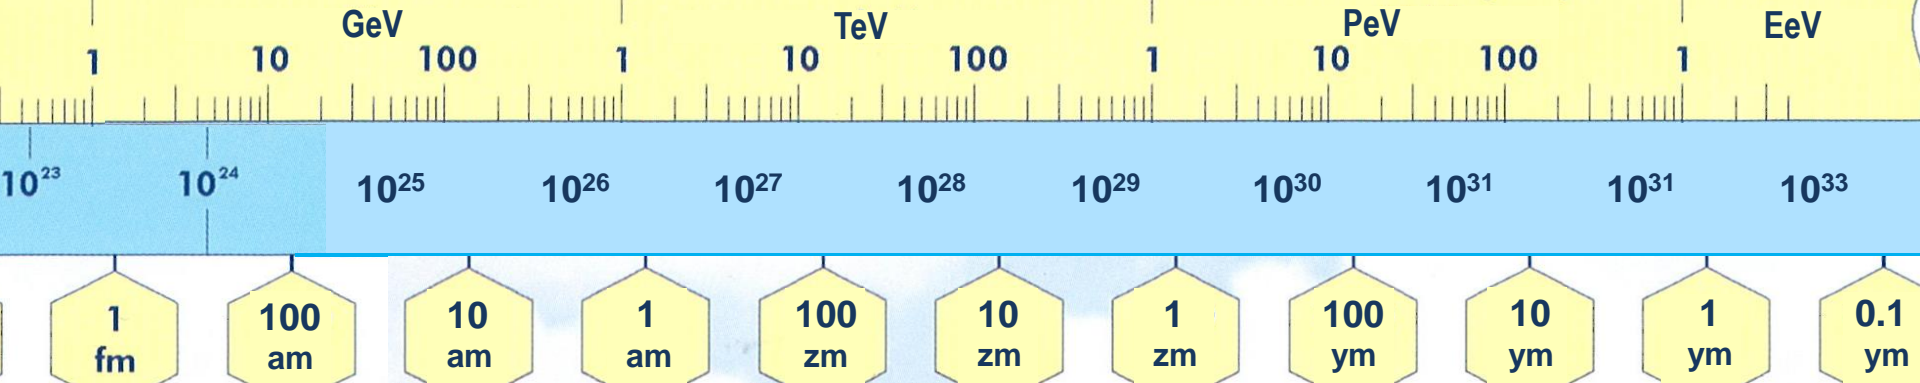 GeV TeV PeV EeV
1 10 100 1 10 100 1 10 100 1
10²³ 10²⁴ 10²⁵ 10²⁶ 10²⁷ 10²⁸ 10²⁹ 10³⁰ 10³¹ 10³¹ 10³³
1 100 10 1 100 10 1 100 10 1 0.1
fm am am am zm zm zm ym ym ym ym